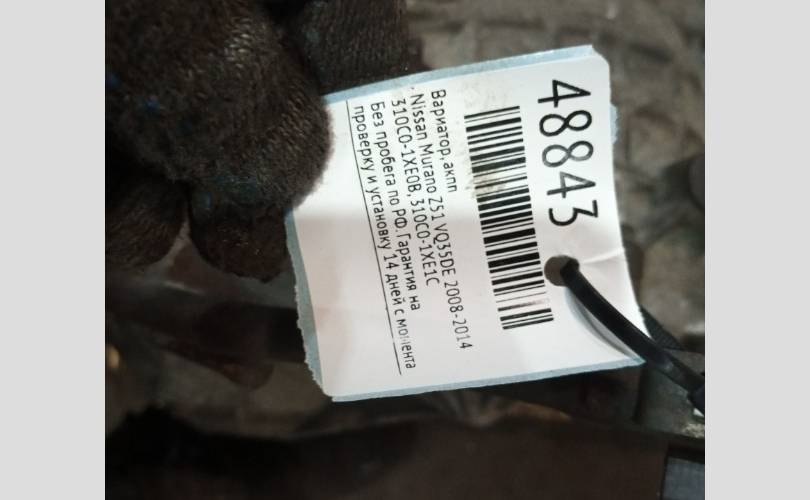 48843
Вариатор, акпп
, Nissan Murano Z51 VQ35DE 2008-2014
310C0-1XE0B, 310C0-1XE1C
Без пробега по РФ. Гарантия на
проверку и установку 14 дней с момента